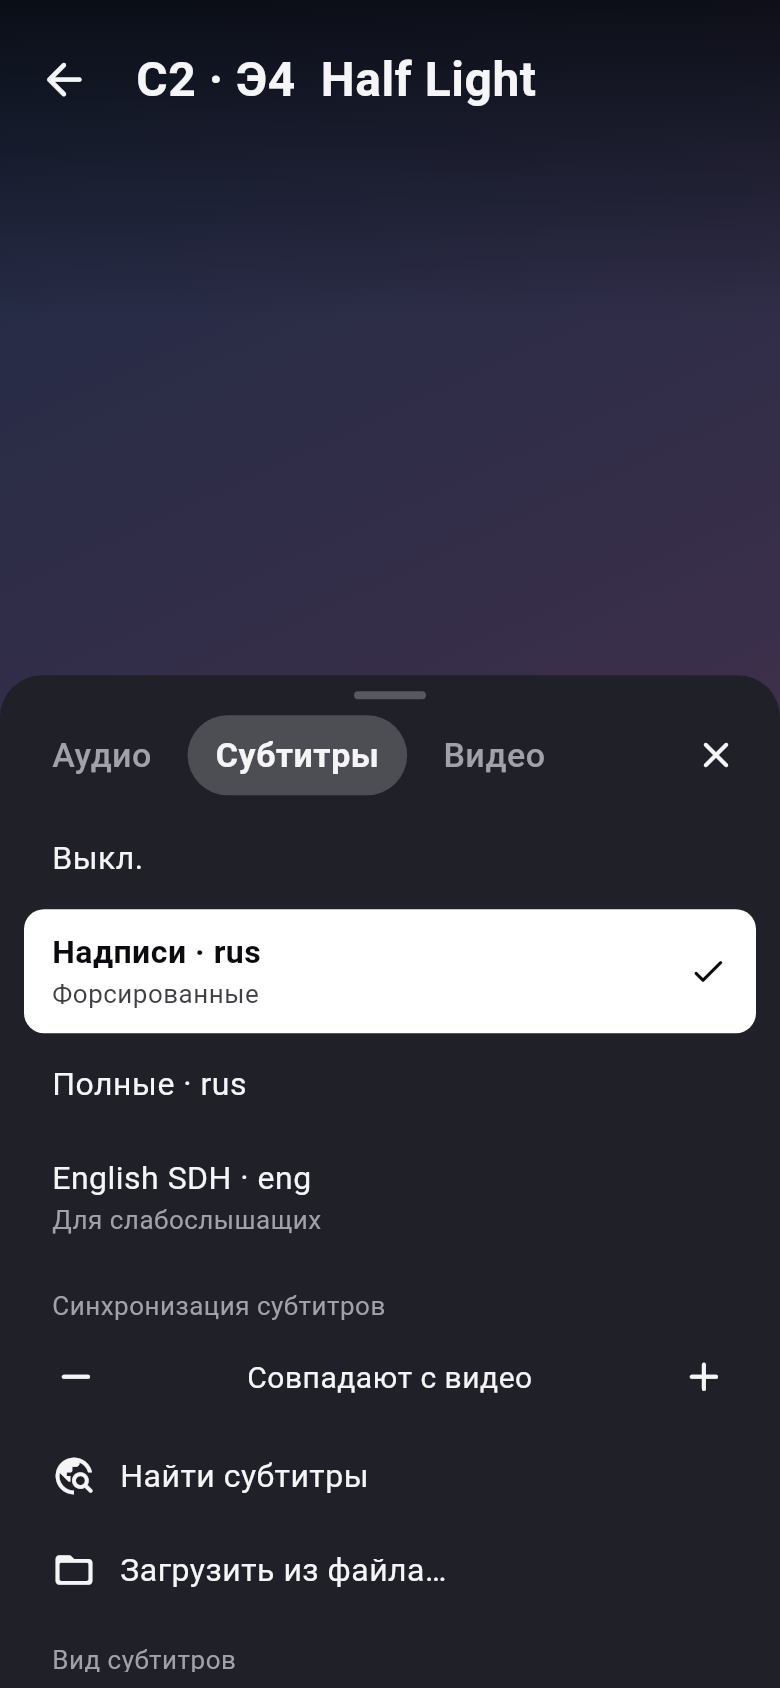 С2 · Э4 Half Light
Аудио
Субтитры
Видео
Выкл.
Надписи · rus
Форсированные
Полные · rus
English SDH · eng
Для слабослышащих
Синхронизация субтитров
Совпадают с видео
Найти субтитры
Загрузить из файла…
Вид субтитров